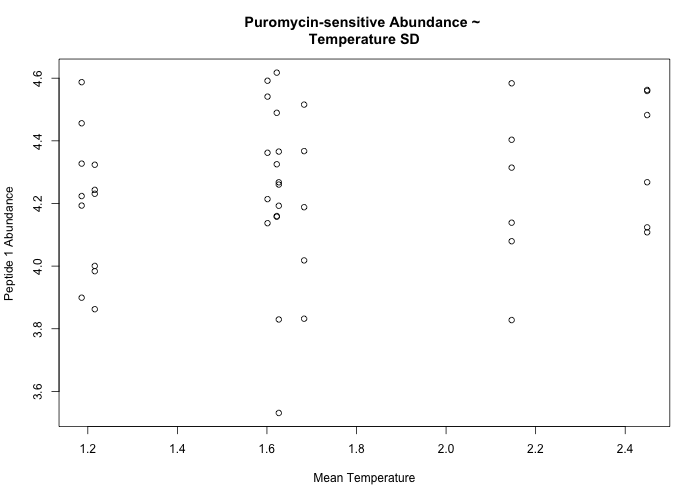 Puromycin-sensitive Abundance ~
Temperature SD
4.6
4.4
4.2
4.0
3.8
3.6
Peptide 1 Abundance
1.2 1.4 1.6 1.8 2.0 2.2 2.4
Mean Temperature